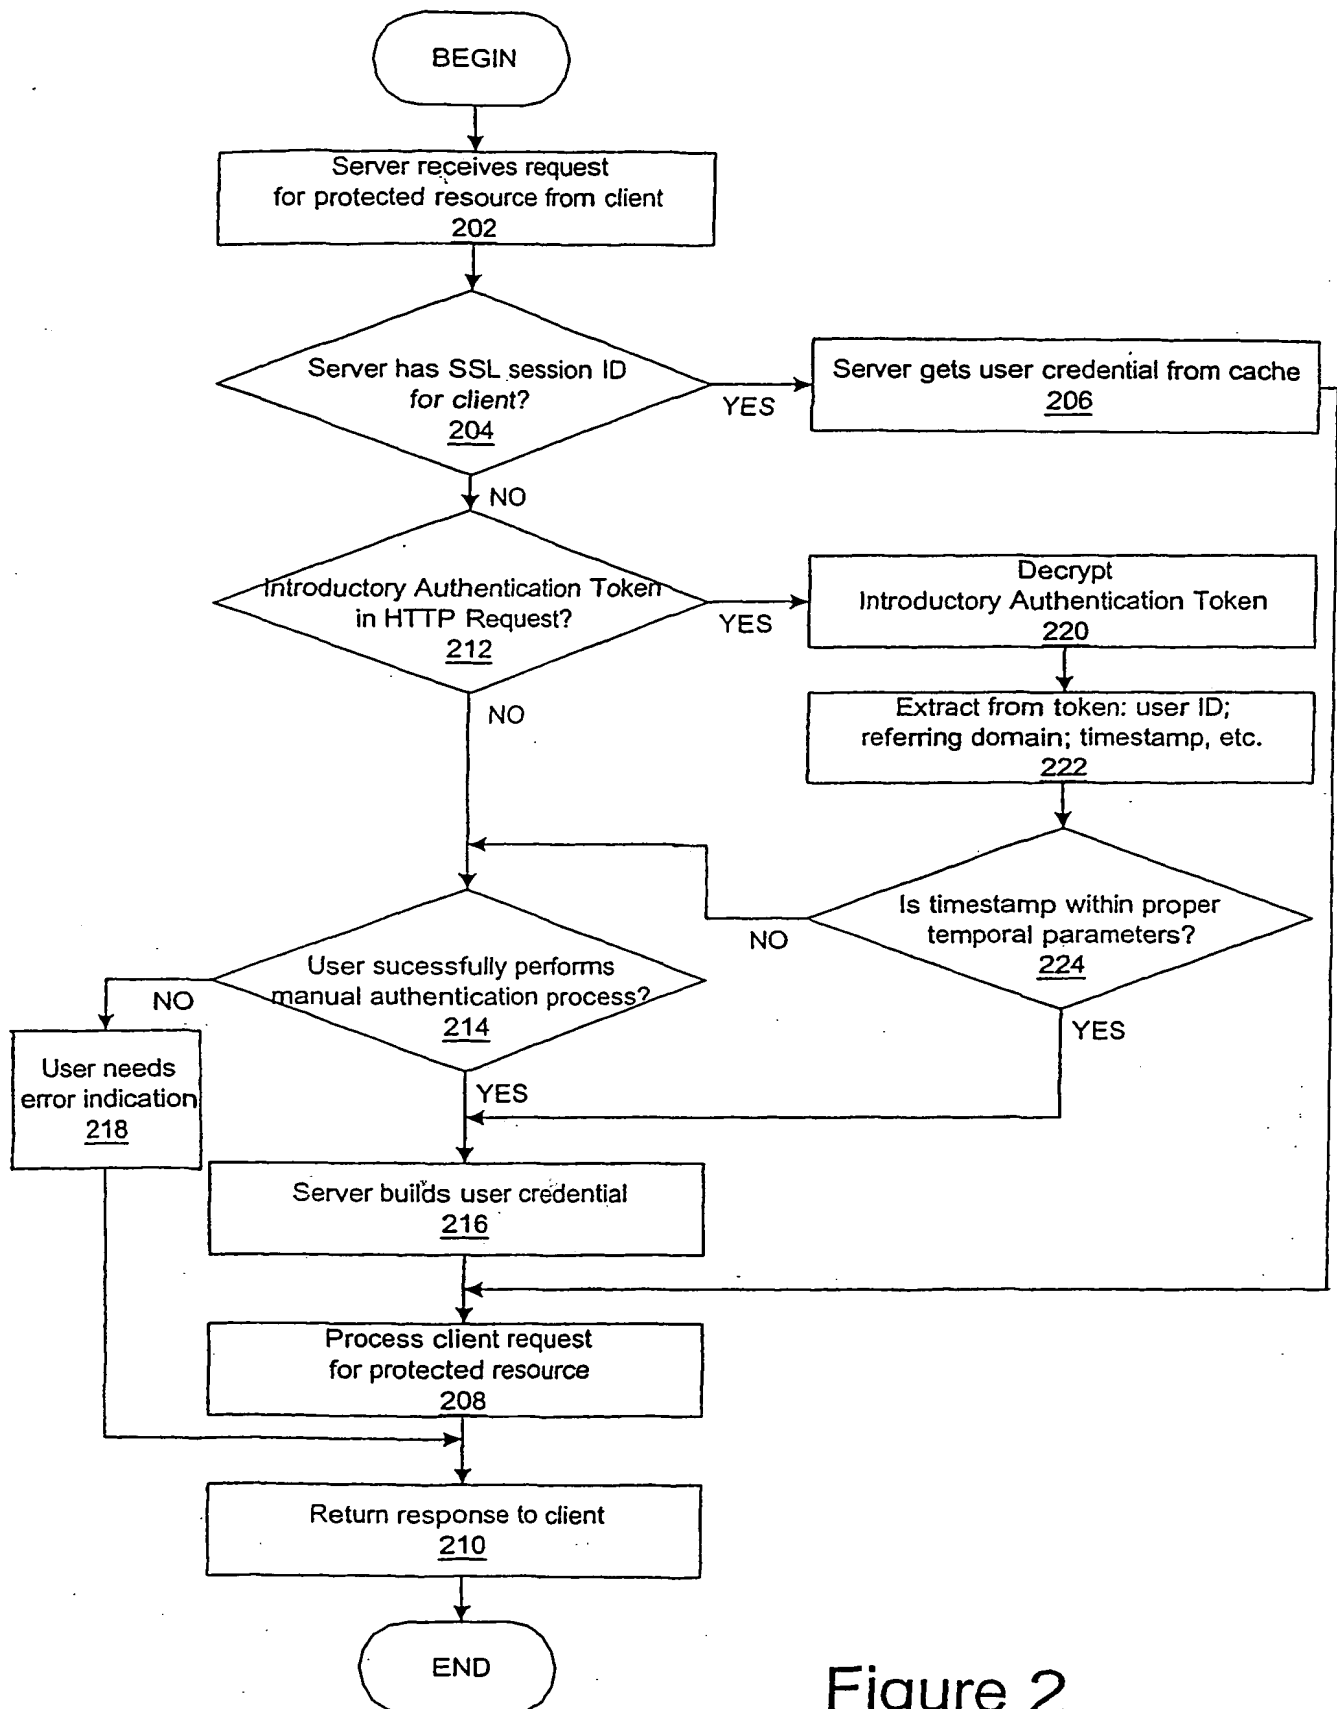 BEGIN
Server receives request
for protected resource from client
202
Server has SSL session ID
for client?
204
YES
Server gets user credential from cache
206
NO
Introductory Authentication Token
in HTTP Request?
212
YES
Decrypt
Introductory Authentication Token
220
NO
Extract from token: user ID;
referring domain; timestamp, etc.
222
Is timestamp within proper
temporal parameters?
224
NO
YES
User sucessfully performs
manual authentication process?
214
NO
YES
User needs
error indication
218
Server builds user credential
216
Process client request
for protected resource
208
Return response to client
210
END
Figure 2